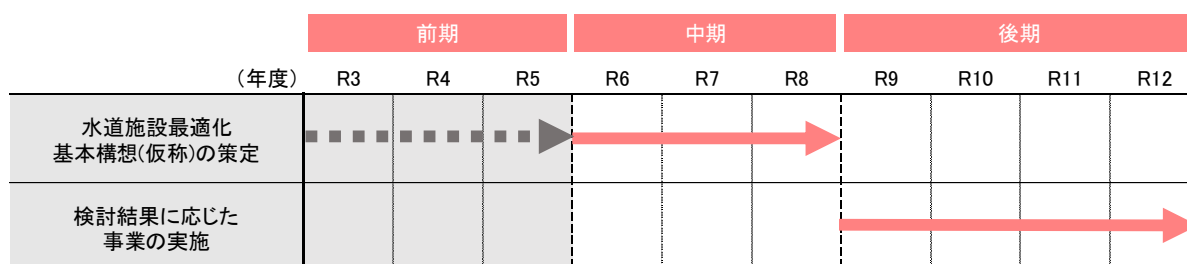 前期 中期 後期
(年度) R3 R4 R5 R6 R7 R8 R9 R10 R11 R12
水道施設最適化
基本構想(仮称)の策定
検討結果に応じた
事業の実施